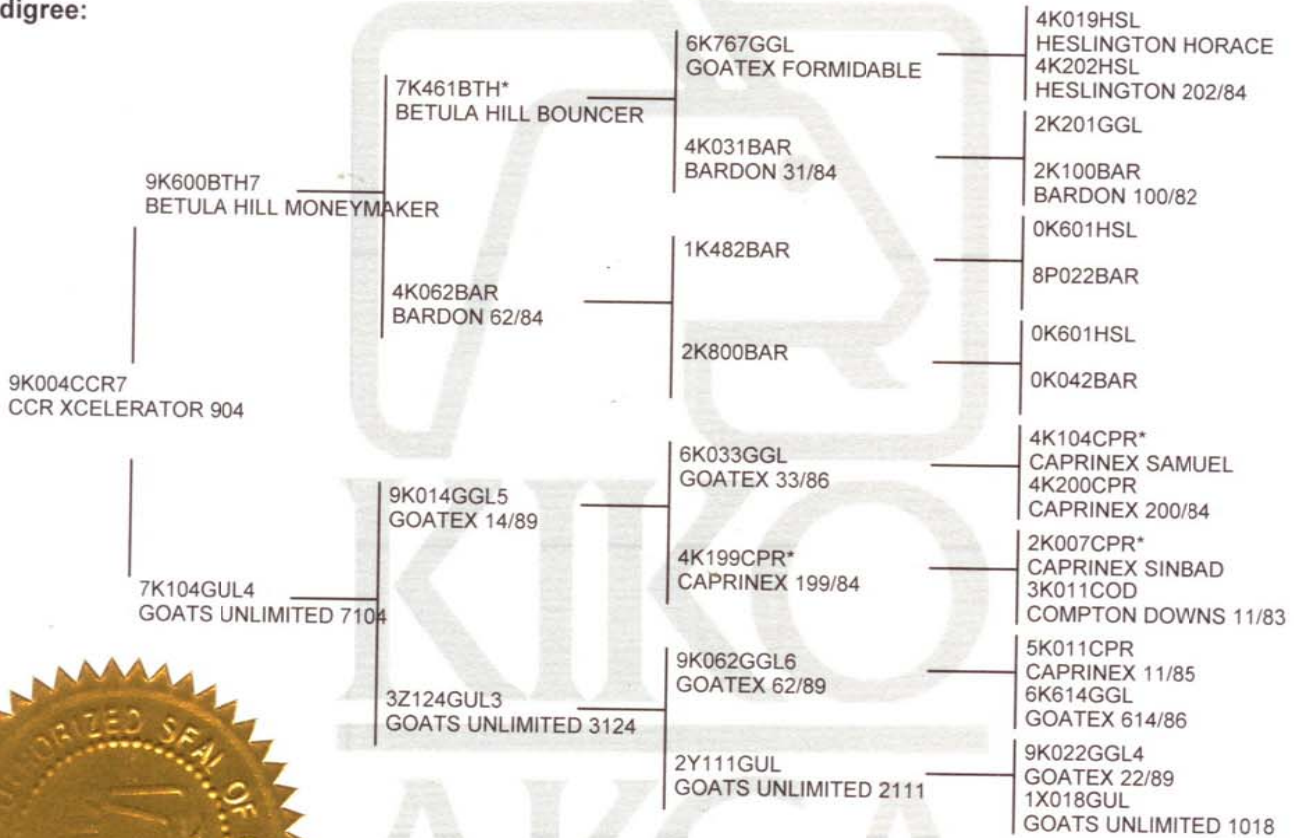 digree:
4K019HSL
HESLINGTON HORACE
6K767GGL
GOATEX FORMIDABLE
4K202HSL
HESLINGTON 202/84
7K461BTH*
BETULA HILL BOUNCER
2K201GGL
4K031BAR
BARDON 31/84
2K100BAR
BARDON 100/82
9K600BTH7
BETULA HILL MONEYMAKER
0K601HSL
1K482BAR
8P022BAR
4K062BAR
BARDON 62/84
0K601HSL
2K800BAR
0K042BAR
9K004CCR7
CCR XCELERATOR 904
4K104CPR*
CAPRINEX SAMUEL
6K033GGL
GOATEX 33/86
4K200CPR
CAPRINEX 200/84
9K014GGL5
GOATEX 14/89
2K007CPR*
CAPRINEX SINBAD
4K199CPR*
CAPRINEX 199/84
3K011COD
COMPTON DOWNS 11/83
7K104GUL4
GOATS UNLIMITED 7104
5K011CPR
CAPRINEX 11/85
9K062GGL6
GOATEX 62/89
6K614GGL
GOATEX 614/86
3Z124GUL3
GOATS UNLIMITED 3124
9K022GGL4
GOATEX 22/89
2Y111GUL
GOATS UNLIMITED 2111
1X018GUL
GOATS UNLIMITED 1018
KIKO
AKGA
ORIZED SEAL OF